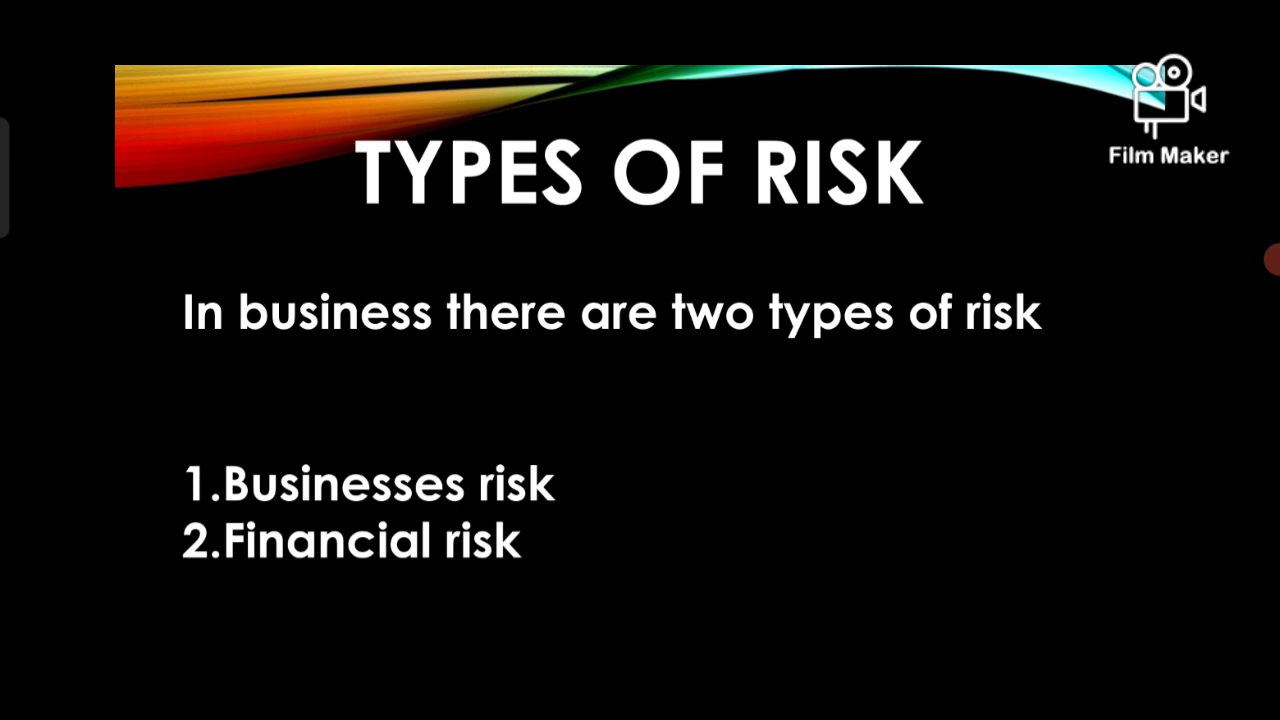 Film Maker
TYPES OF RISK
In business there are two types of risk
1.Businesses risk
2.Financial risk